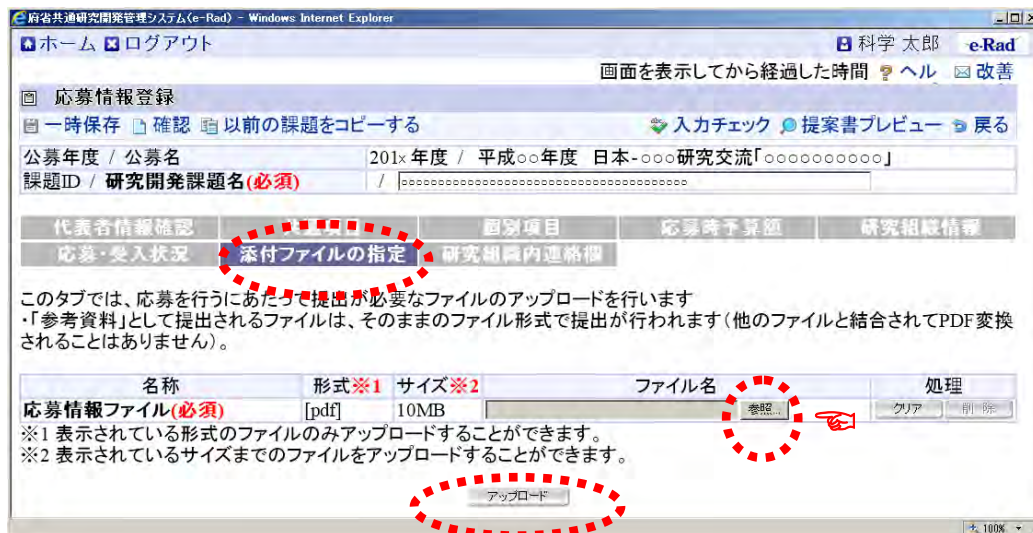 府省共通研究開発管理システム(e-Rad) - Windows Internet Explorer
ホーム ログアウト 科学 太郎 e-Rad
画面を表示してから経過した時間 ヘル 改善
応募情報登録
一時保存 確認 以前の課題をコピーする 入力チェック 提案書プレビュー 戻る
公募年度 / 公募名 201×年度 / 平成○○年度 日本-○○○研究交流「○○○○○○○○○○」
課題ID / 研究開発課題名(必須) / ○○○○○○○○○○○○○○○○○○○○○○○○○○○○○○○○○○○○○○○
代表者情報確認 共通項目 個別項目 応募時予算額 研究組織情報
応募・受入状況 添付ファイルの指定 研究組織内連絡欄
このタブでは、応募を行うにあたって提出が必要なファイルのアップロードを行います
・「参考資料」として提出されるファイルは、そのままのファイル形式で提出が行われます(他のファイルと結合されてPDF変換
されることはありません)。
名称 形式※1 サイズ※2 ファイル名 処理
応募情報ファイル(必須) [pdf] 10MB 参照... クリア 削除
※1 表示されている形式のファイルのみアップロードすることができます。
※2 表示されているサイズまでのファイルをアップロードすることができます。
アップロード
100%